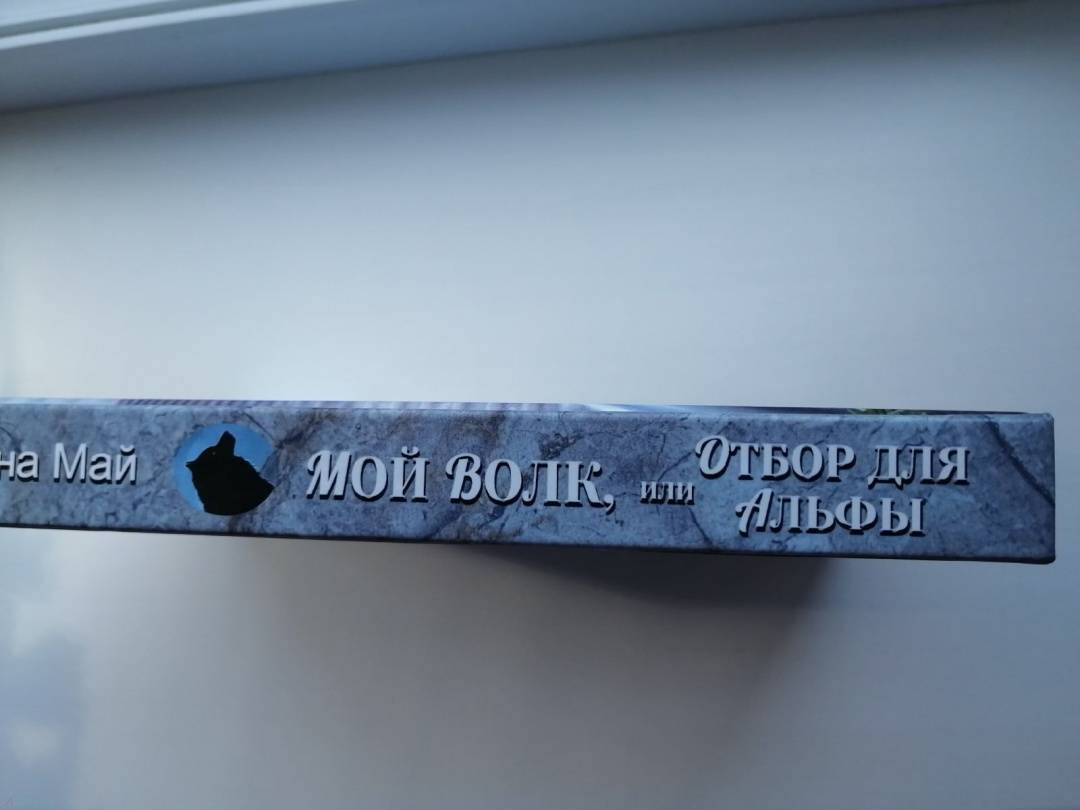 на Май
Мой Волк, или
Отбор для
Альфы